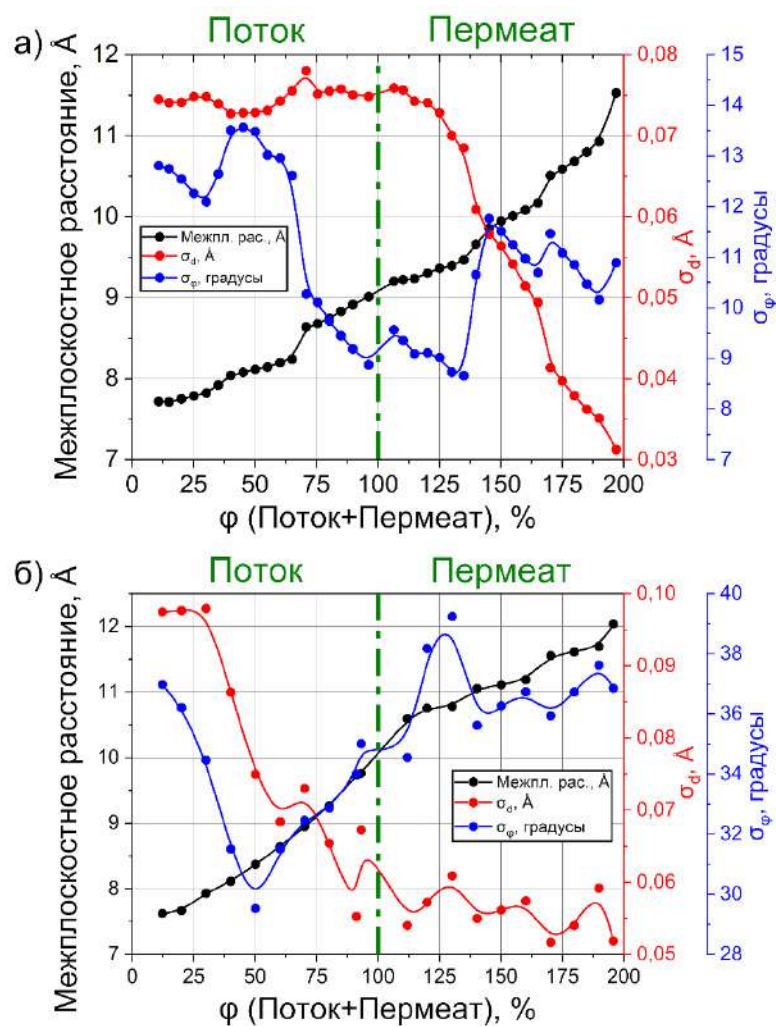 а)
Поток
Пермеат
Межплоскостное расстояние, Å
12
11
10
9
8
7
0,08
0,07
0,06
0,05
0,04
0,03
σd, Å
15
14
13
12
11
10
9
8
7
σφ, градусы
Межпл. рас., Å
σd, Å
σφ, градусы
0 25 50 75 100 125 150 175 200
φ (Поток+Пермеат), %
б)
Поток
Пермеат
Межплоскостное расстояние, Å
12
11
10
9
8
7
0,10
0,09
0,08
0,07
0,06
0,05
σd, Å
40
38
36
34
32
30
28
σφ, градусы
Межпл. рас., Å
σd, Å
σφ, градусы
0 25 50 75 100 125 150 175 200
φ (Поток+Пермеат), %